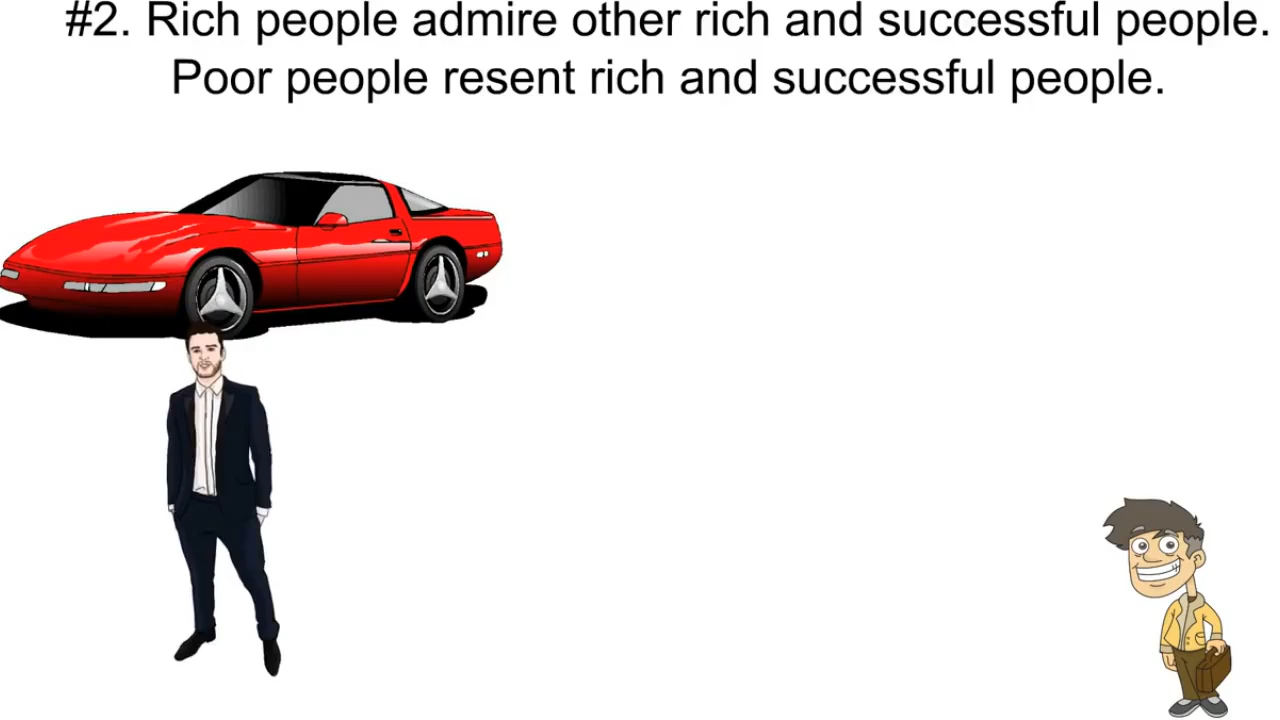 #2. Rich people admire other rich and successful people.
Poor people resent rich and successful people.